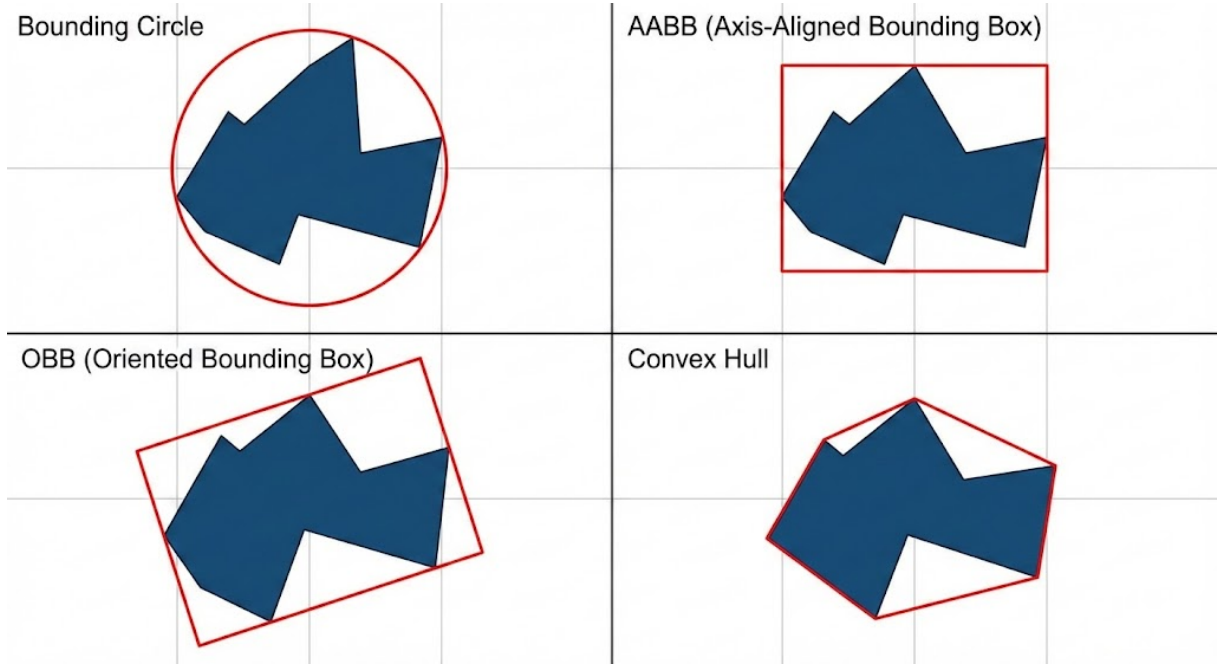 Bounding Circle
AABB (Axis-Aligned Bounding Box)
OBB (Oriented Bounding Box)
Convex Hull